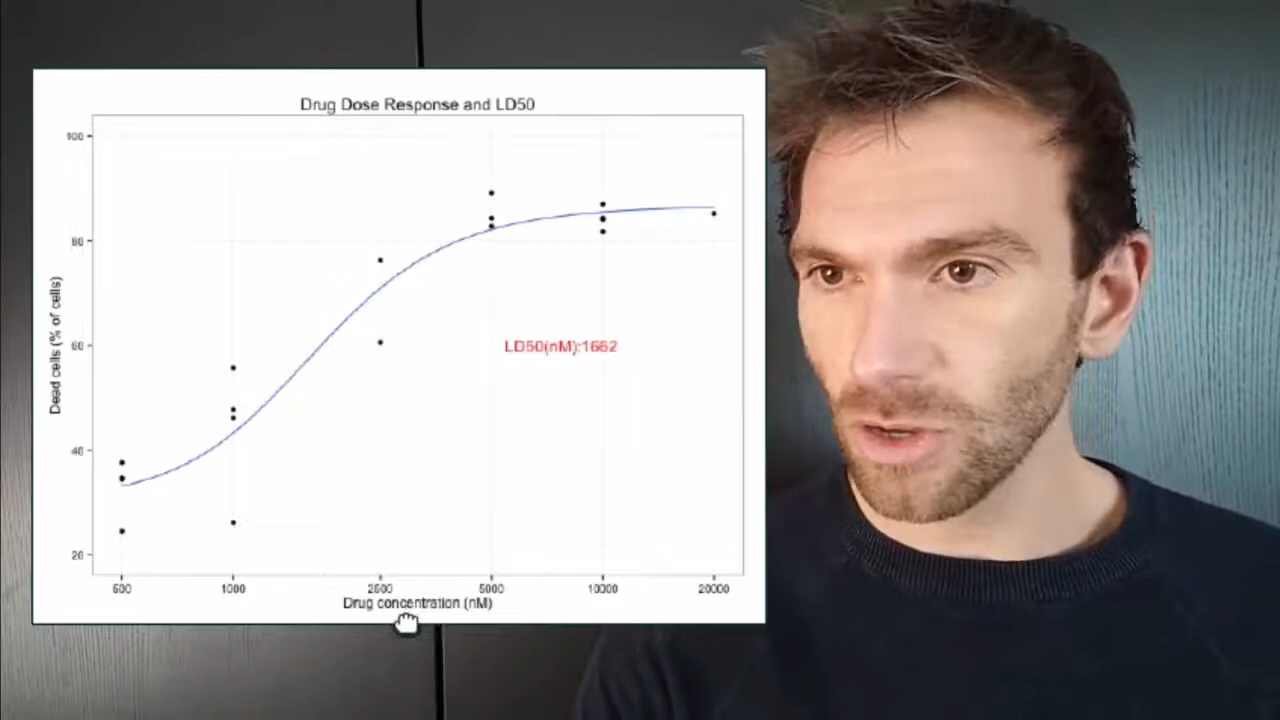 Drug Dose Response and LD50
100
80
60
40
20
Dead cells (% of cells)
LD50(nM):
500 1000 2500 5000 10000 20000
Drug concentration (nM)